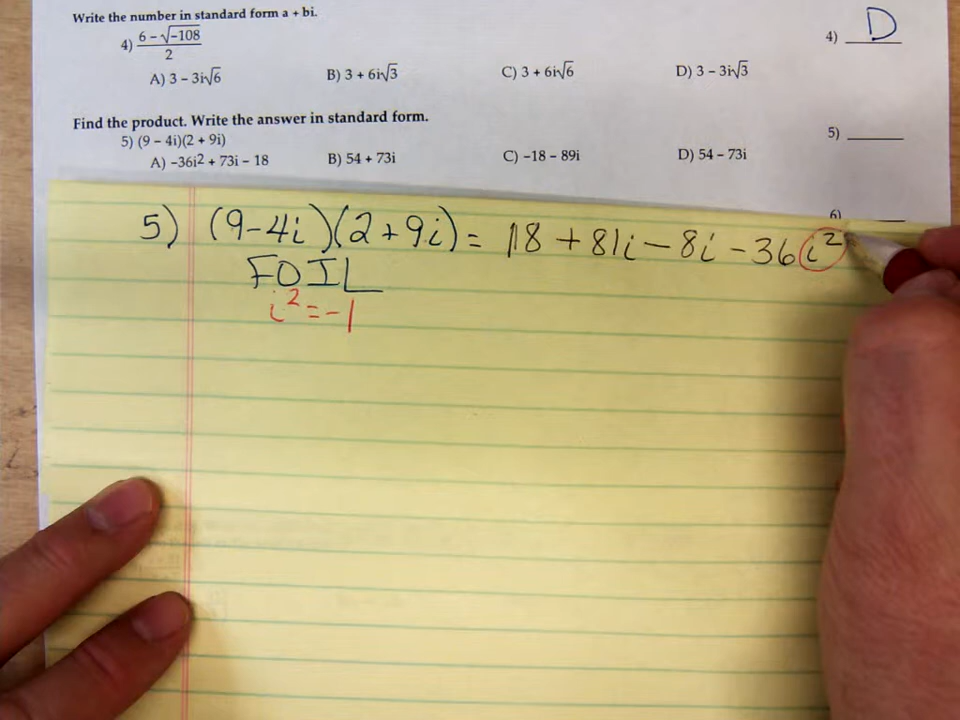 Write the number in standard form a + bi.
4) 6 – √-108 / 2
4) D
A) 3 – 3i√6 B) 3 + 6i√3 C) 3 + 6i√6 D) 3 – 3i√3
Find the product. Write the answer in standard form.
5) (9 – 4i)(2 + 9i)
5)
A) –36i² + 73i – 18 B) 54 + 73i C) –18 – 89i D) 54 – 73i
6)
5) (9-4i)(2+9i) = 18 + 81i - 8i - 36i²
FOIL
i² = -1